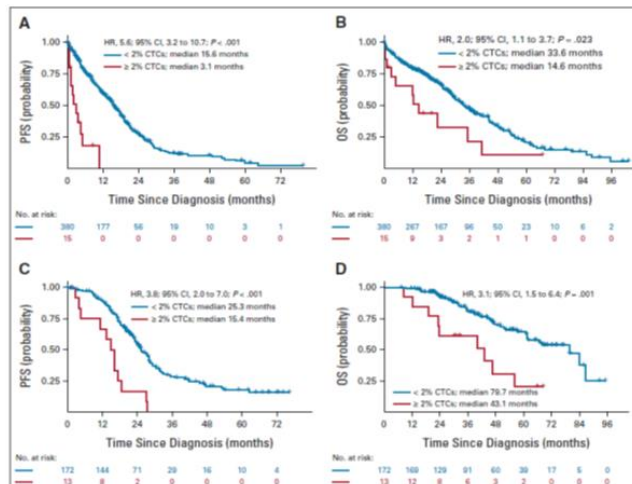 A
HR, 5.6; 95% CI, 3.2 to 10.7; P < .001
< 2% CTCs; median 15.6 months
≥ 2% CTCs; median 3.1 months
PFS (probability)
1.00
0.75
0.50
0.25
0 12 24 36 48 60 72
Time Since Diagnosis (months)
No. at risk:
380 177 56 19 10 3 1
15 0 0 0 0 0 0
B
HR, 2.0; 95% CI, 1.1 to 3.7; P = .023
< 2% CTCs; median 33.6 months
≥ 2% CTCs; median 14.6 months
OS (probability)
1.00
0.75
0.50
0.25
0 12 24 36 48 60 72 84 96
Time Since Diagnosis (months)
No. at risk:
380 267 167 96 50 23 10 6 2
15 9 3 2 1 1 0 0 0
C
HR, 3.8; 95% CI, 2.0 to 7.0; P < .001
< 2% CTCs; median 25.3 months
≥ 2% CTCs; median 15.4 months
PFS (probability)
1.00
0.75
0.50
0.25
0 12 24 36 48 60 72
Time Since Diagnosis (months)
No. at risk:
172 144 71 29 16 10 4
13 8 2 0 0 0 0
D
HR, 3.1; 95% CI, 1.5 to 6.4; P = .001
OS (probability)
1.00
0.75
0.50
0.25
< 2% CTCs; median 79.7 months
≥ 2% CTCs; median 43.1 months
0 12 24 36 48 60 72 84 96
Time Since Diagnosis (months)
No. at risk:
172 168 129 91 60 38 17 5 0
13 12 8 6 3 2 0 0 0